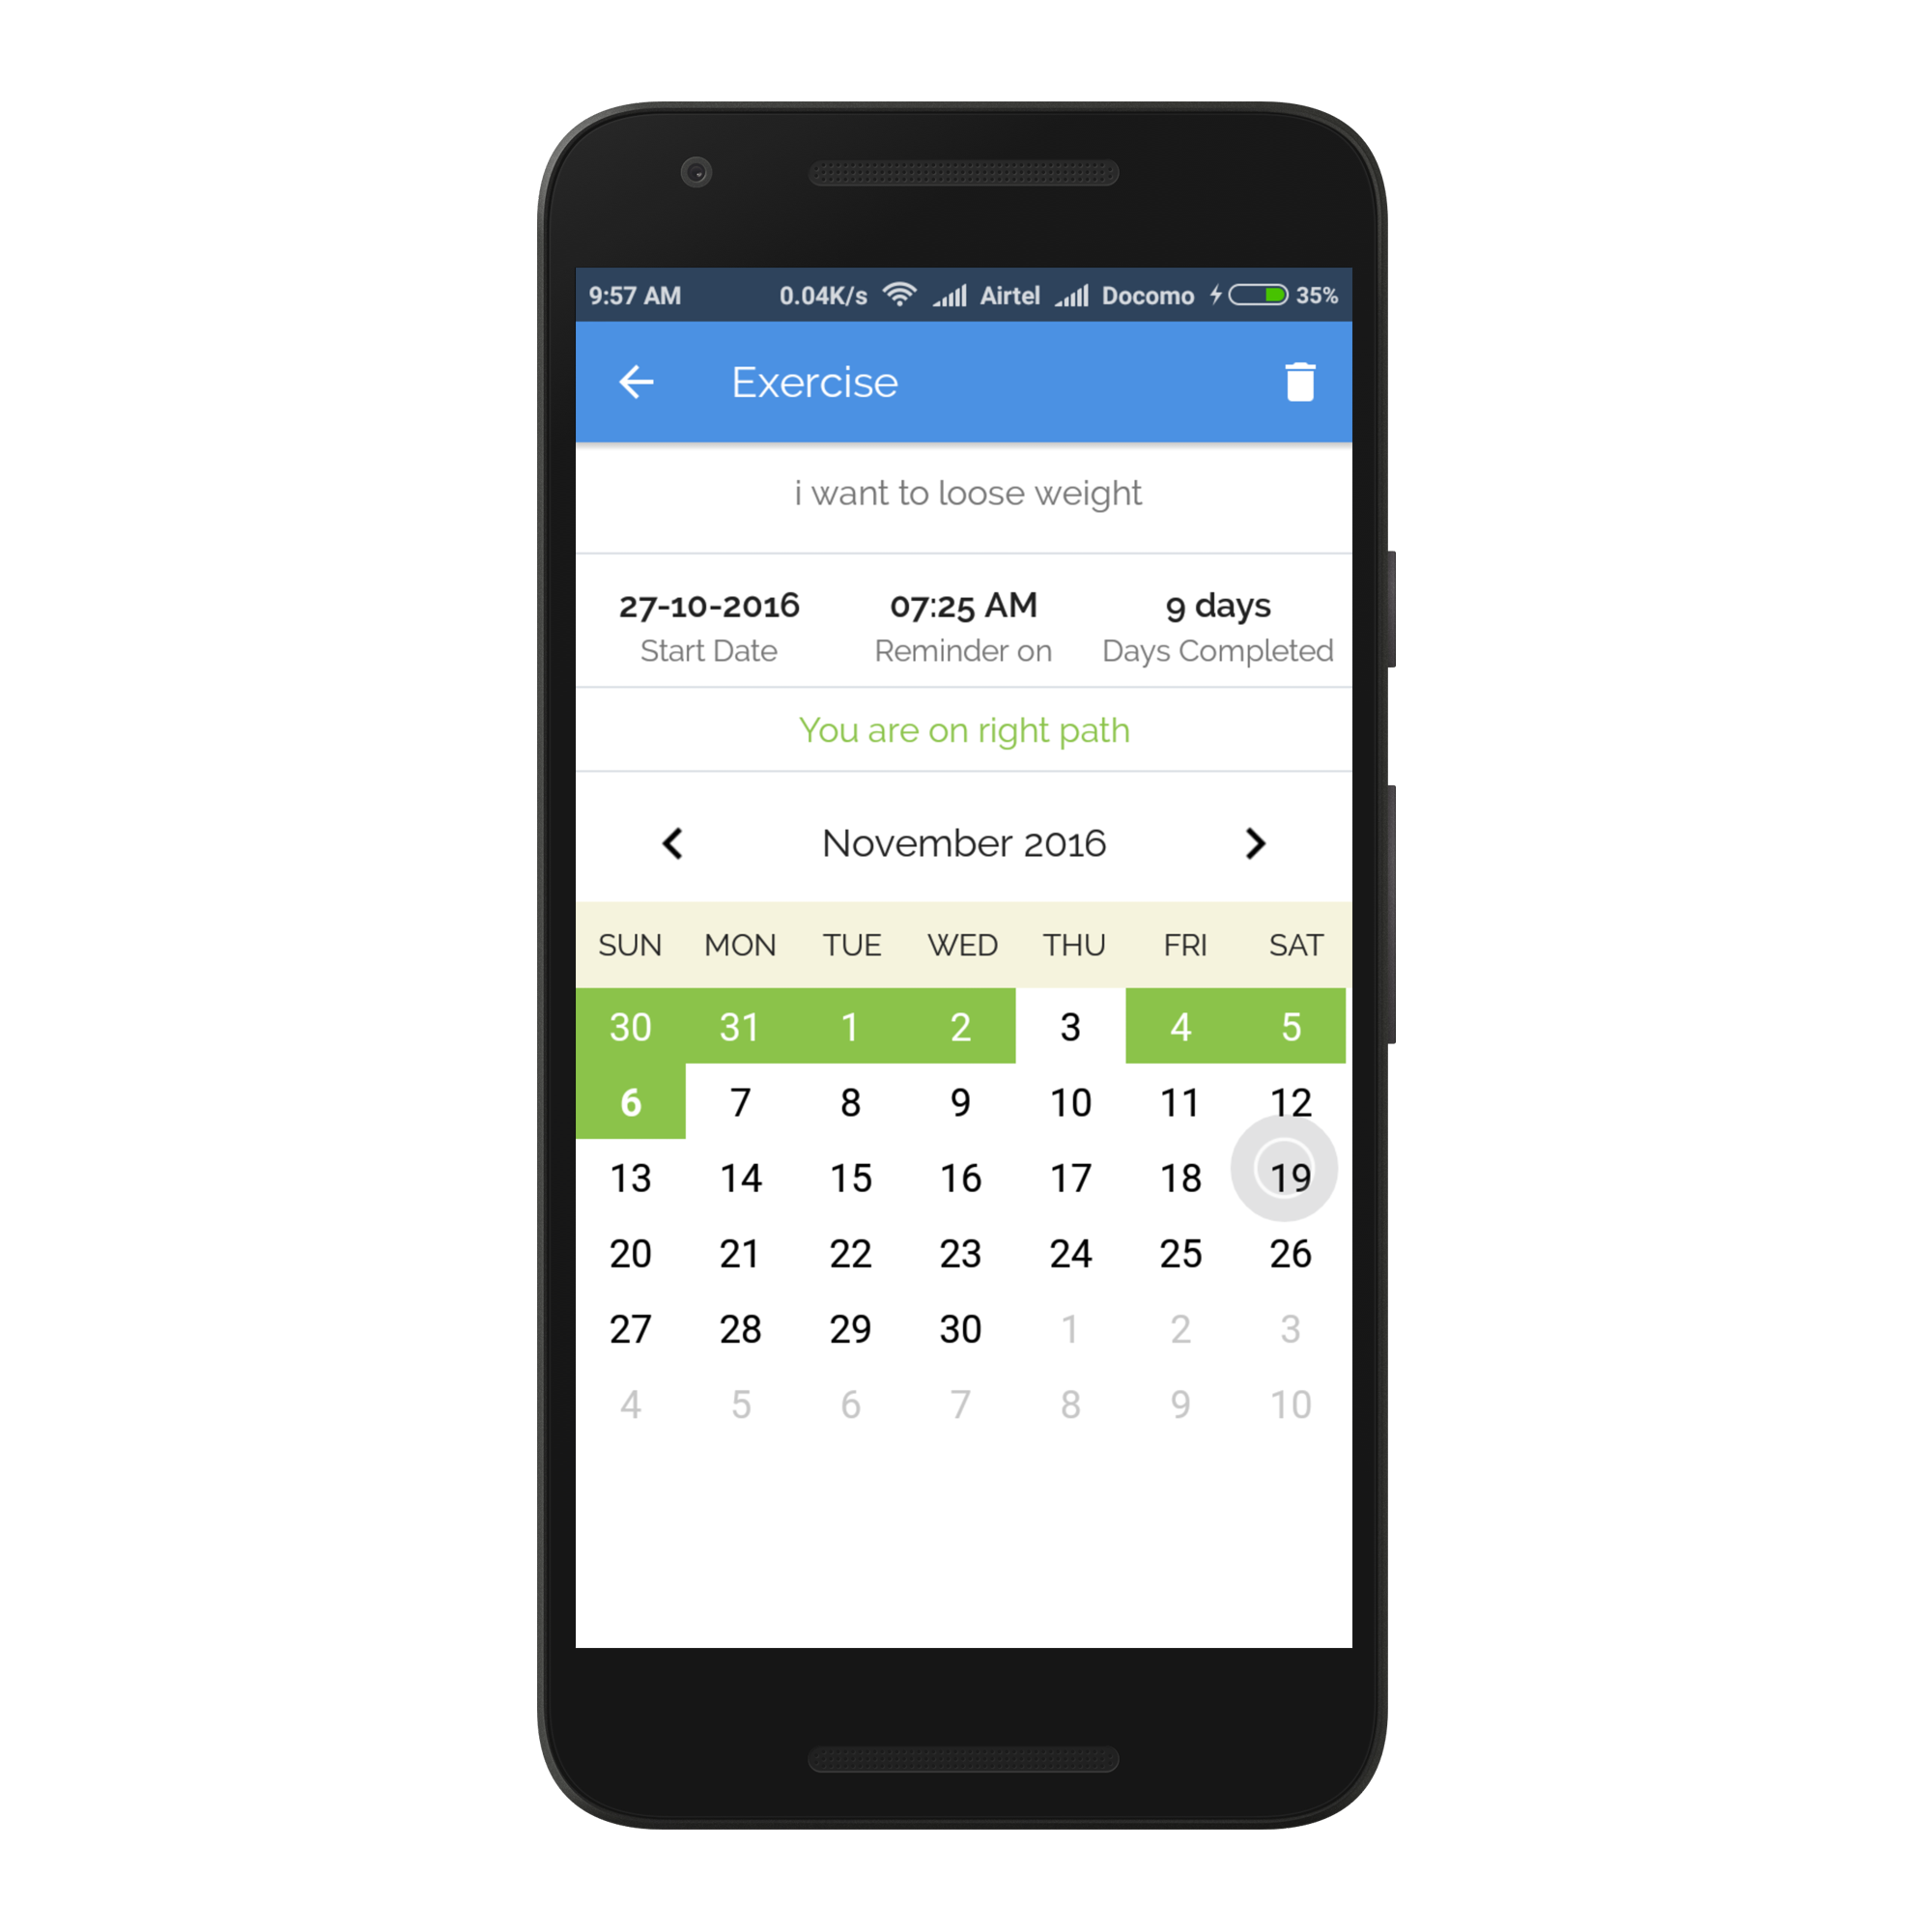 9:57 AM 0.04K/s Airtel Docomo 35%
Exercise
i want to loose weight
27-10-2016 07:25 AM 9 days
Start Date Reminder on Days Completed
You are on right path
November 2016
SUN MON TUE WED THU FRI SAT
30 31 1 2 3 4 5
6 7 8 9 10 11 12
13 14 15 16 17 18 19
20 21 22 23 24 25 26
27 28 29 30 1 2 3
4 5 6 7 8 9 10